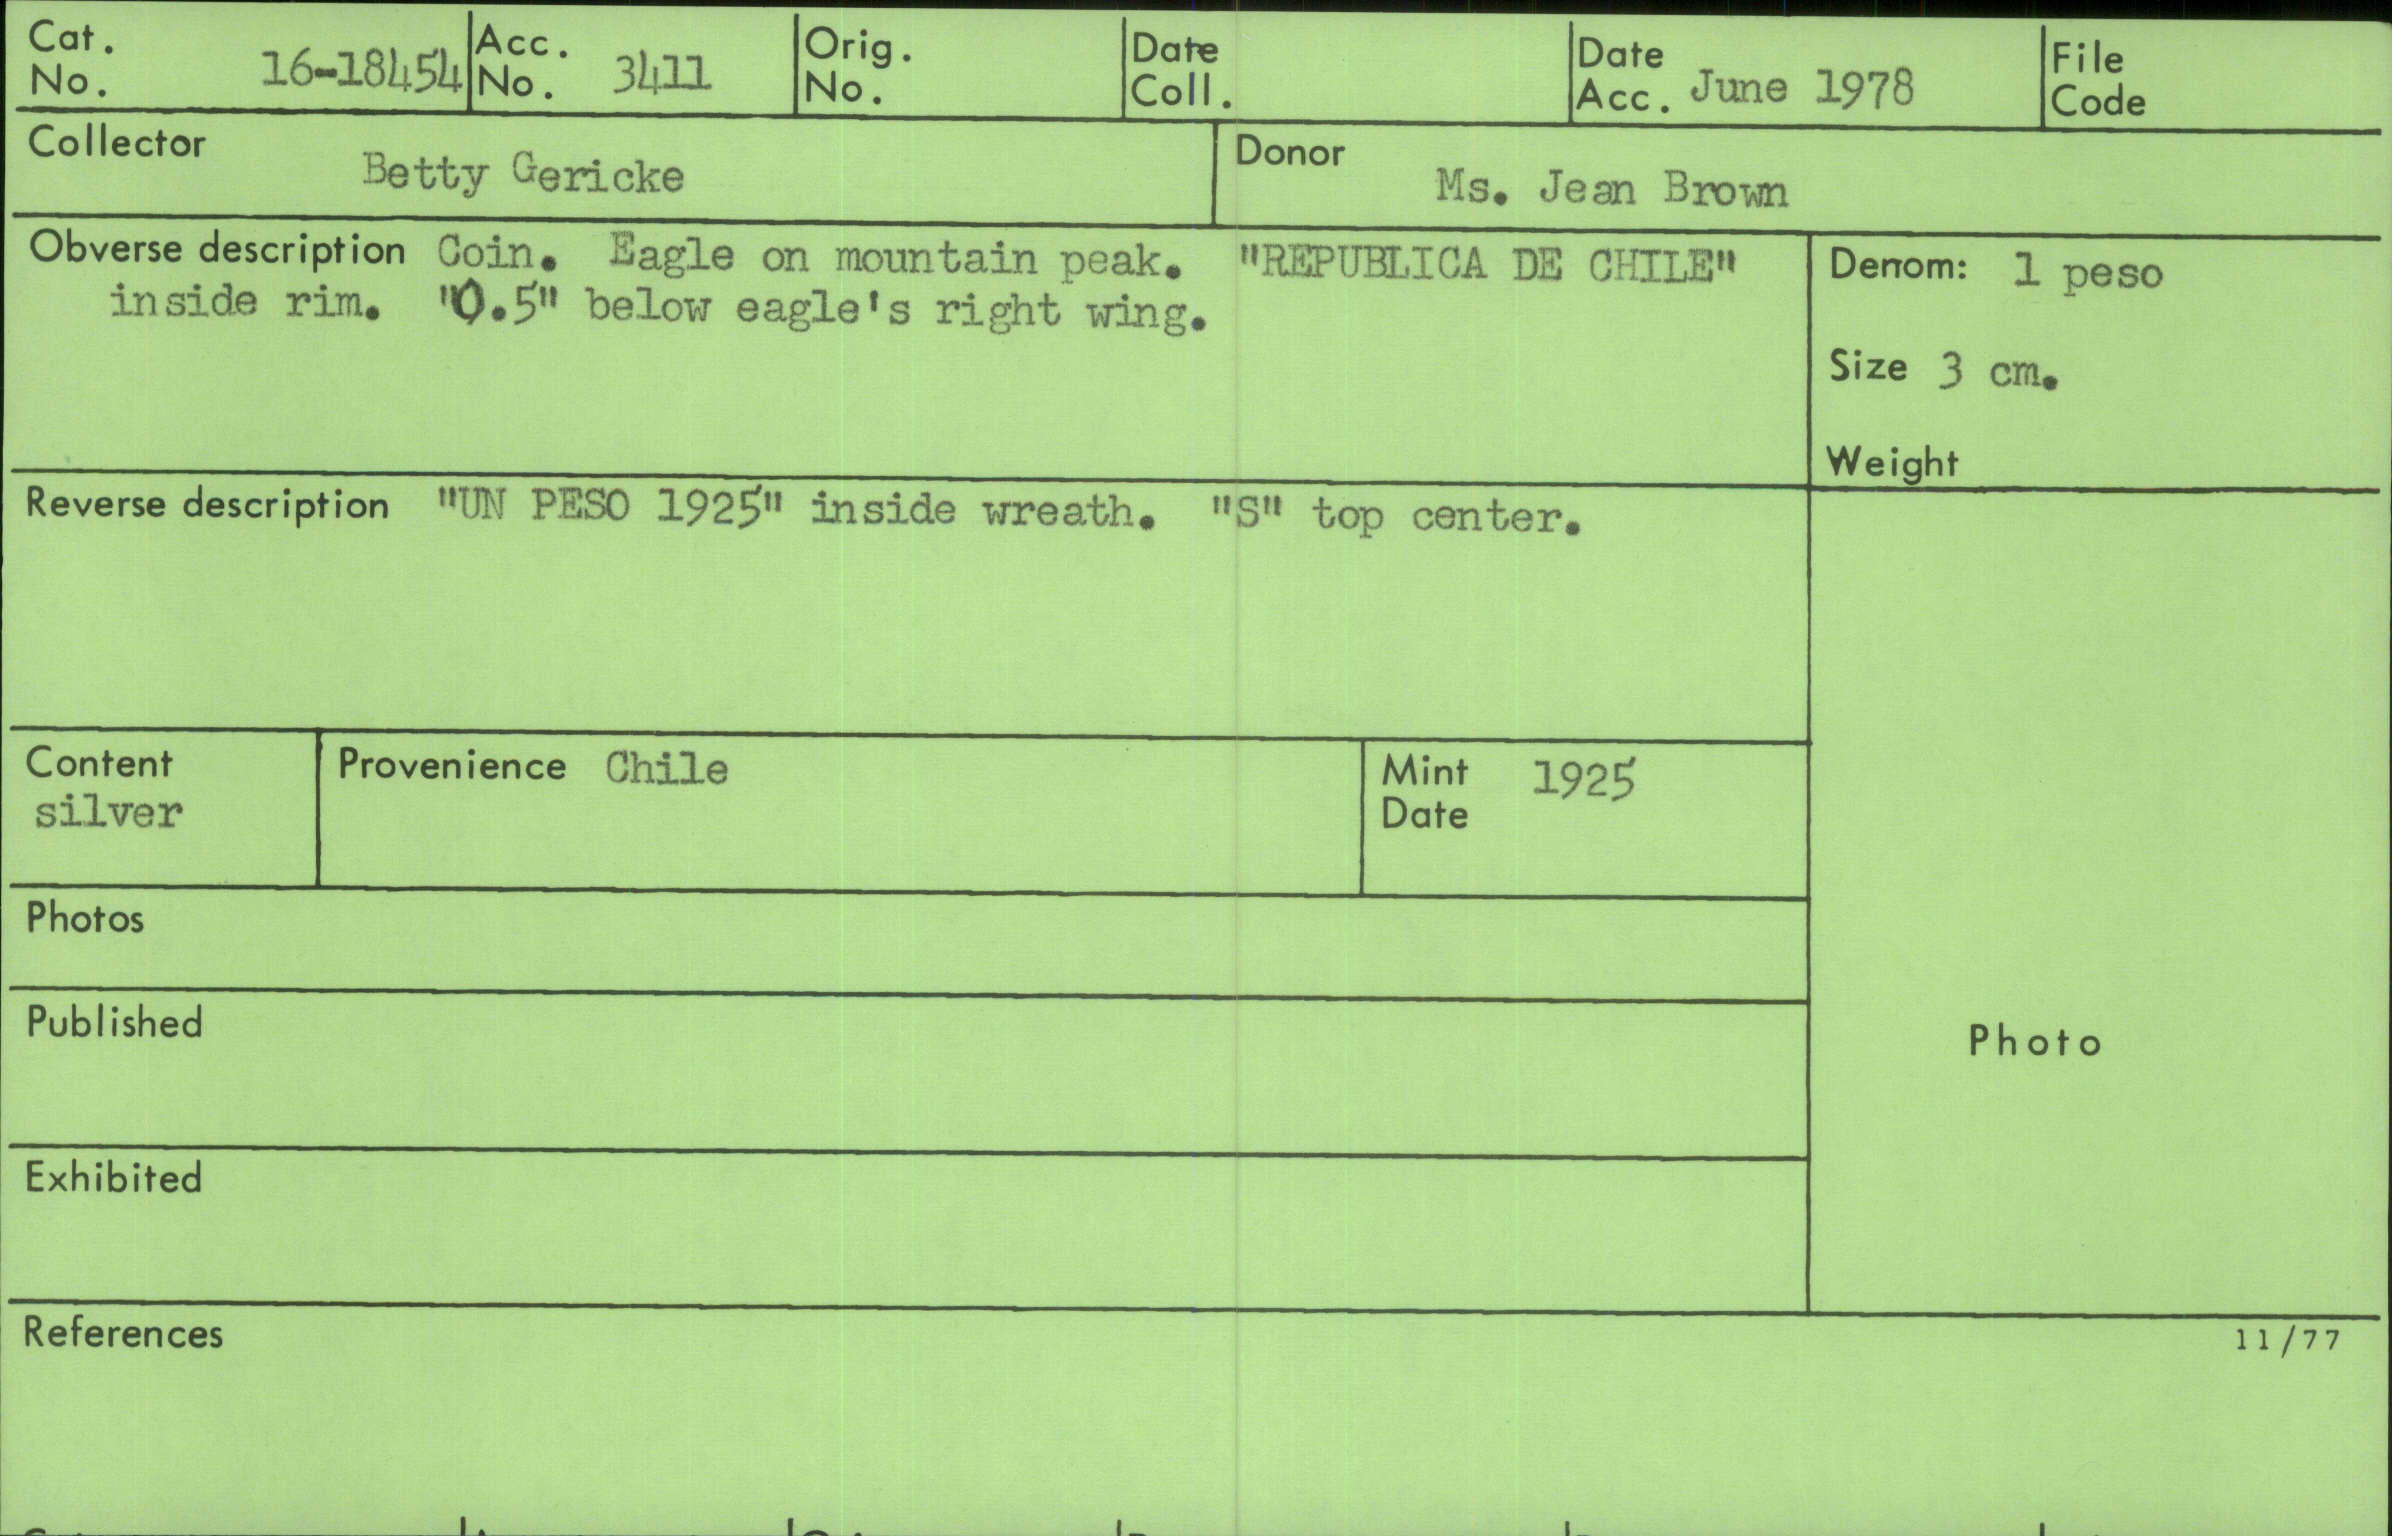 Cat. No. 16-18454 Acc. No. 3411 Orig. No. Date Coll. Date Acc. June 1978 File Code
Collector Betty Gericke Donor Ms. Jean Brown
Obverse description Coin. Eagle on mountain peak. "REPUBLICA DE CHILE"
inside rim. "0.5" below eagle's right wing.
Denom: 1 peso
Size 3 cm.
Weight
Reverse description "UN PESO 1925" inside wreath. "S" top center.
Content silver Provenience Chile Mint Date 1925
Photos
Published
Photo
Exhibited
References 11/77